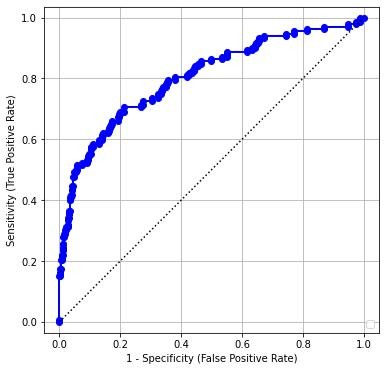 Sensitivity (True Positive Rate)
1.0
0.8
0.6
0.4
0.2
0.0
0.0 0.2 0.4 0.6 0.8 1.0
1 - Specificity (False Positive Rate)